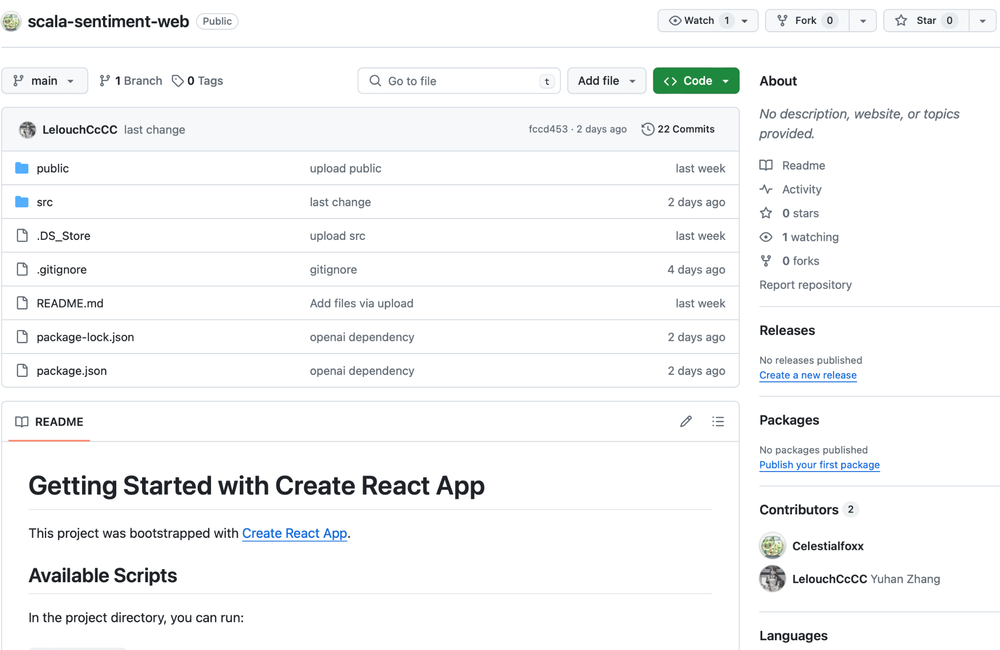 scala-sentiment-web Public Watch 1 Fork 0 Star 0
main 1 Branch 0 Tags Go to file t Add file Code
LelouchCcCC last change fccd453 · 2 days ago 22 Commits
public upload public last week
src last change 2 days ago
.DS_Store upload src last week
.gitignore gitignore 4 days ago
README.md Add files via upload last week
package-lock.json openai dependency 2 days ago
package.json openai dependency 2 days ago
README
Getting Started with Create React App
This project was bootstrapped with Create React App.
Available Scripts
In the project directory, you can run:
About
No description, website, or topics
provided.
Readme
Activity
0 stars
1 watching
0 forks
Report repository
Releases
No releases published
Create a new release
Packages
No packages published
Publish your first package
Contributors 2
Celestialfoxx
LelouchCcCC Yuhan Zhang
Languages